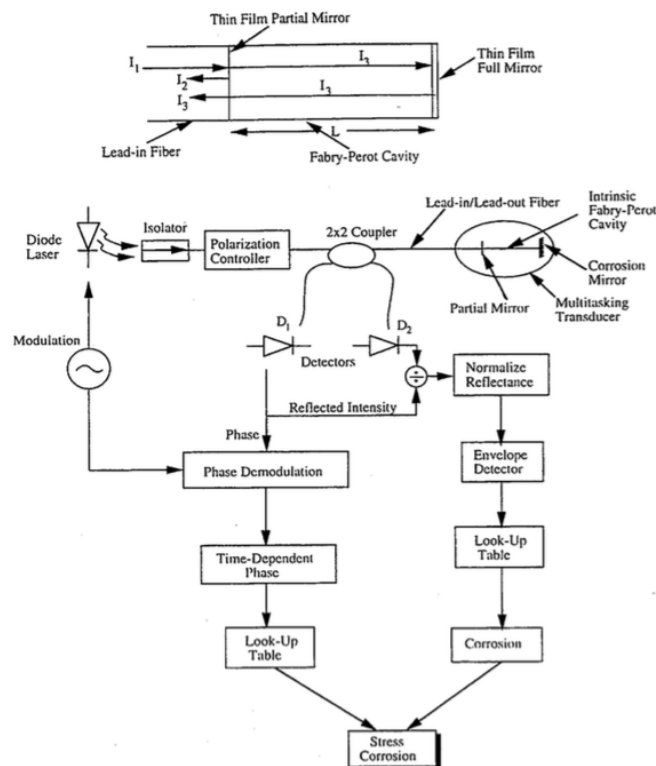 Thin Film Partial Mirror
I₁
I₂
I₃
I₃
I₃
Thin Film
Full Mirror
Lead-in Fiber
L
Fabry-Perot Cavity
Diode
Laser
Isolator
Polarization
Controller
2x2 Coupler
Lead-in/Lead-out Fiber
Intrinsic
Fabry-Perot
Cavity
Partial Mirror
Corrosion
Mirror
Multitasking
Transducer
Modulation
D₁
D₂
Detectors
÷
Normalize
Reflectance
Reflected Intensity
Phase
Phase Demodulation
Envelope
Detector
Time-Dependent
Phase
Look-Up
Table
Look-Up
Table
Corrosion
Stress
Corrosion